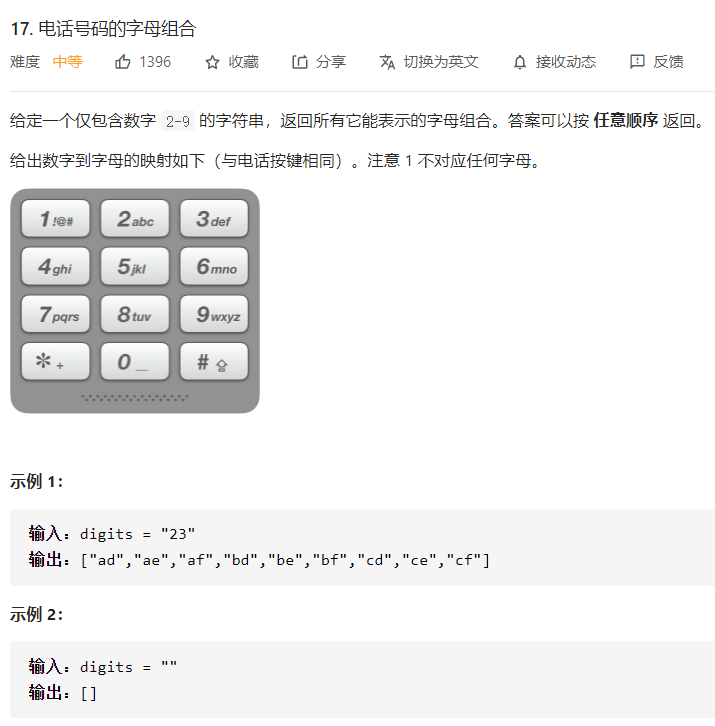 17. 电话号码的字母组合
难度 中等 1396 收藏 分享 切换为英文 接收动态 反馈
给定一个仅包含数字 2-9 的字符串，返回所有它能表示的字母组合。答案可以按 任意顺序 返回。
给出数字到字母的映射如下（与电话按键相同）。注意 1 不对应任何字母。
1 !@# 2 abc 3 def
4 ghi 5 jkl 6 mno
7 pqrs 8 tuv 9 wxyz
* + 0 _ #
示例 1：
输入：digits = "23"
输出：["ad","ae","af","bd","be","bf","cd","ce","cf"]
示例 2：
输入：digits = ""
输出：[]